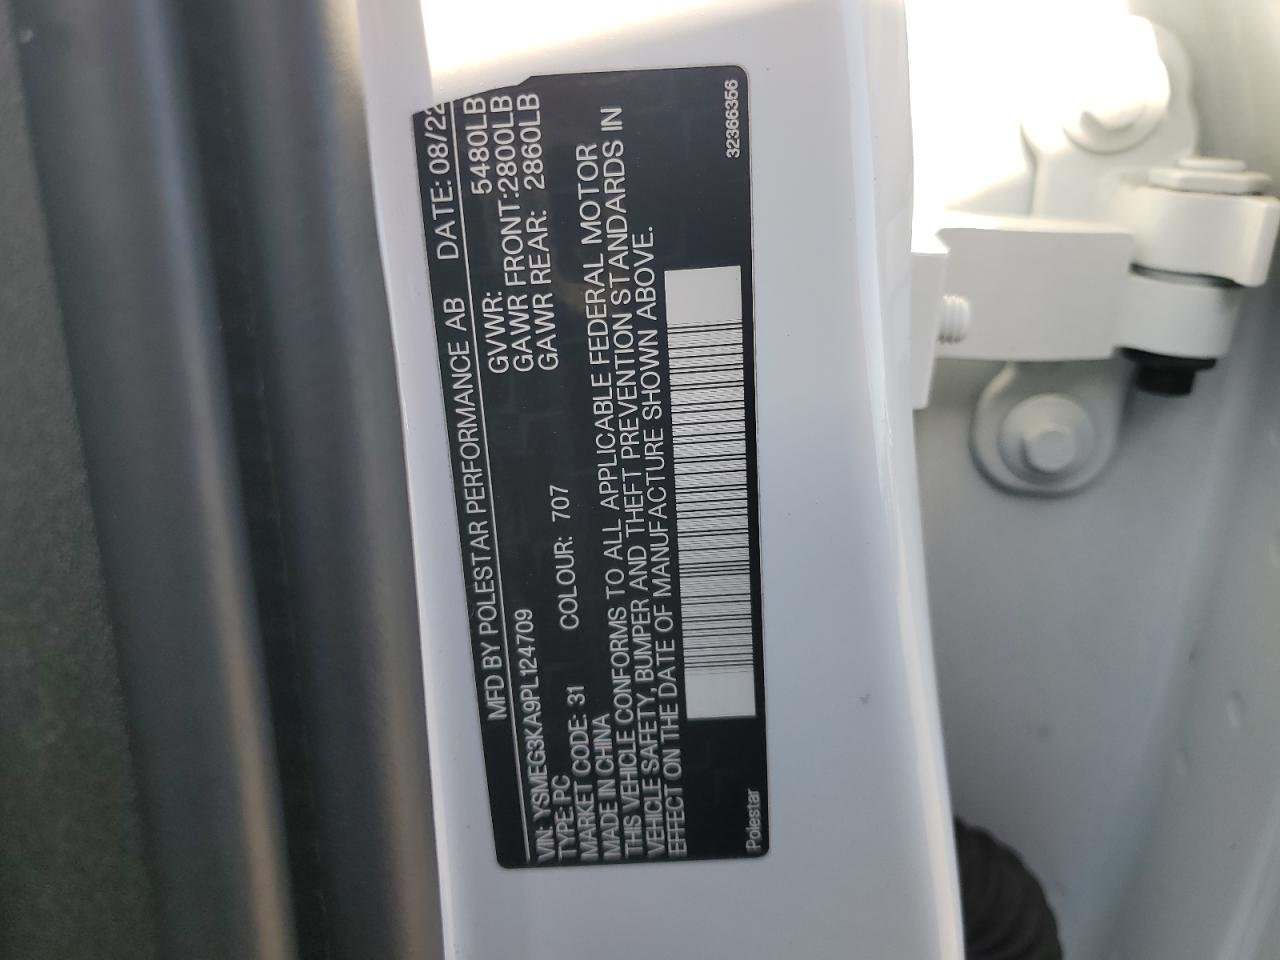 MFD BY POLESTAR PERFORMANCE AB DATE: 08/22
VIN: YSMEG3KA9PL124709
GVWR: 5480LB
TYPE: PC
GAWR FRONT:2800LB
MARKET CODE: 31 COLOUR: 707
GAWR REAR: 2860LB
MADE IN CHINA
THIS VEHICLE CONFORMS TO ALL APPLICABLE FEDERAL MOTOR
VEHICLE SAFETY, BUMPER AND THEFT PREVENTION STANDARDS IN
EFFECT ON THE DATE OF MANUFACTURE SHOWN ABOVE.
Polestar
32366356